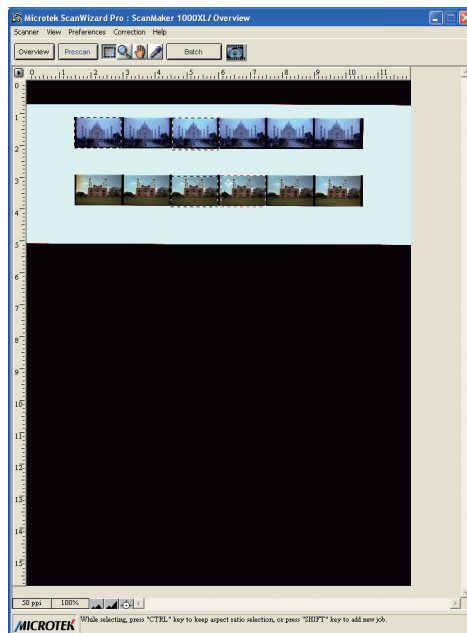 Microtek ScanWizard Pro : ScanMaker 1000XL/ Overview
Scanner View Preferences Correction Help
Overview Prescan Batch
0 1 2 3 4 5 6 7 8 9 10 11
0
1
2
3
4
5
6
7
8
9
10
11
12
13
14
15
50 ppi 100%
MICROTEK While selecting, press "CTRL" key to keep aspect ratio selection, or press "SHIFT" key to add new job.